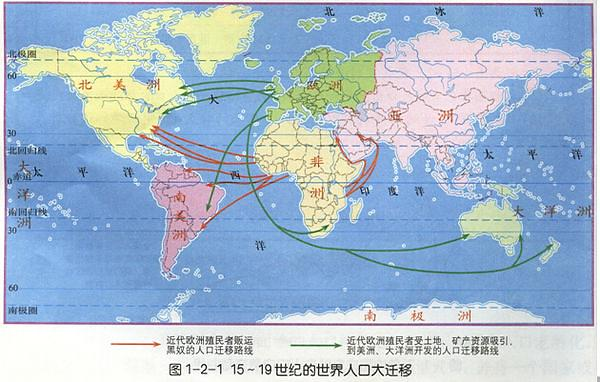 北 冰 洋
北极圈
60
北 美 洲
欧 洲
大
亚 洲
30
北回归线
太 平 洋
大
西
洋
非
洲
太 平 洋
0
赤道
印 度 洋
南
美
洲
南回归线
30
大 洋 洲
洋
洲
60
南极圈
南 极 洲
近代欧洲殖民者贩运
黑奴的人口迁移路线
近代欧洲殖民者受土地、矿产资源吸引,
到美洲、大洋洲开发的人口迁移路线
图1-2-1 15~19世纪的世界人口大迁移